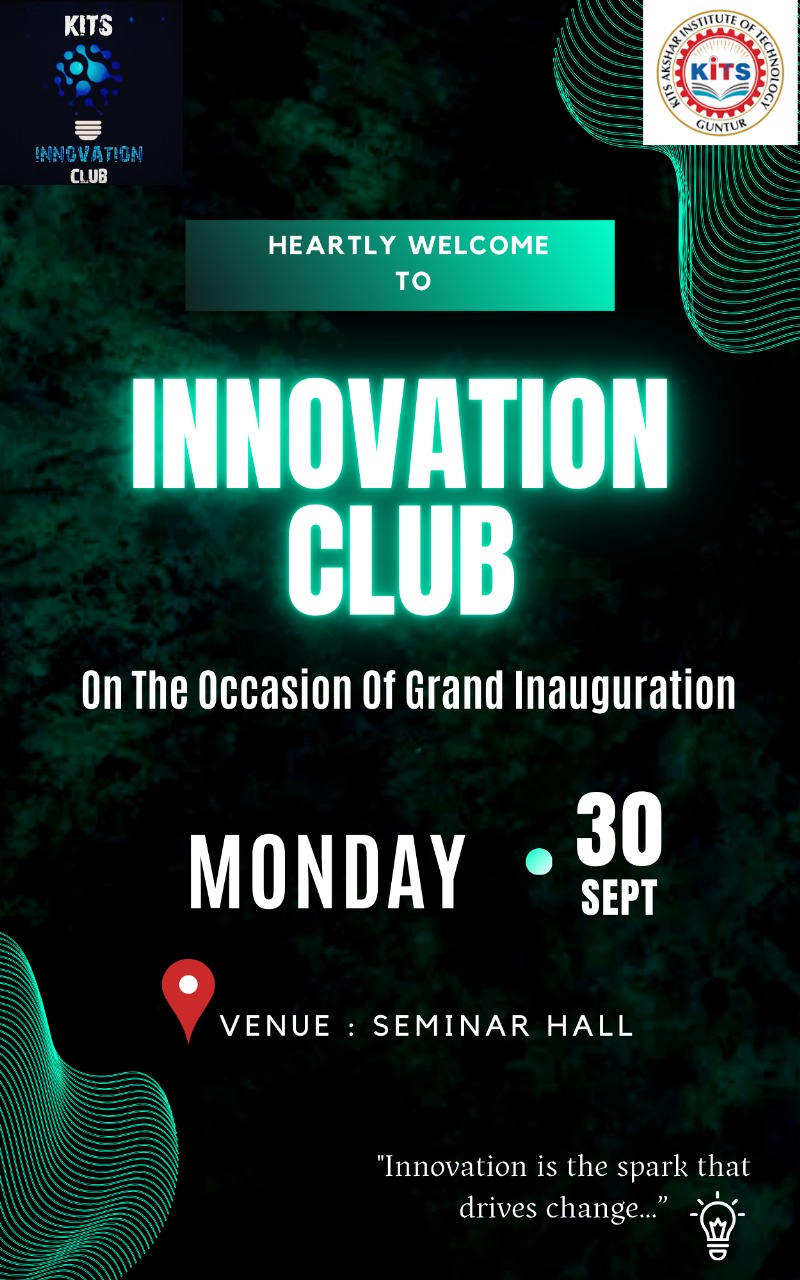 KITS
INNOVATION
CLUB
KITS AKSHAR INSTITUTE OF TECHNOLOGY
KiTS
GUNTUR
HEARTLY WELCOME
TO
INNOVATION
CLUB
On The Occasion Of Grand Inauguration
MONDAY
30
SEPT
VENUE : SEMINAR HALL
"Innovation is the spark that
drives change...”